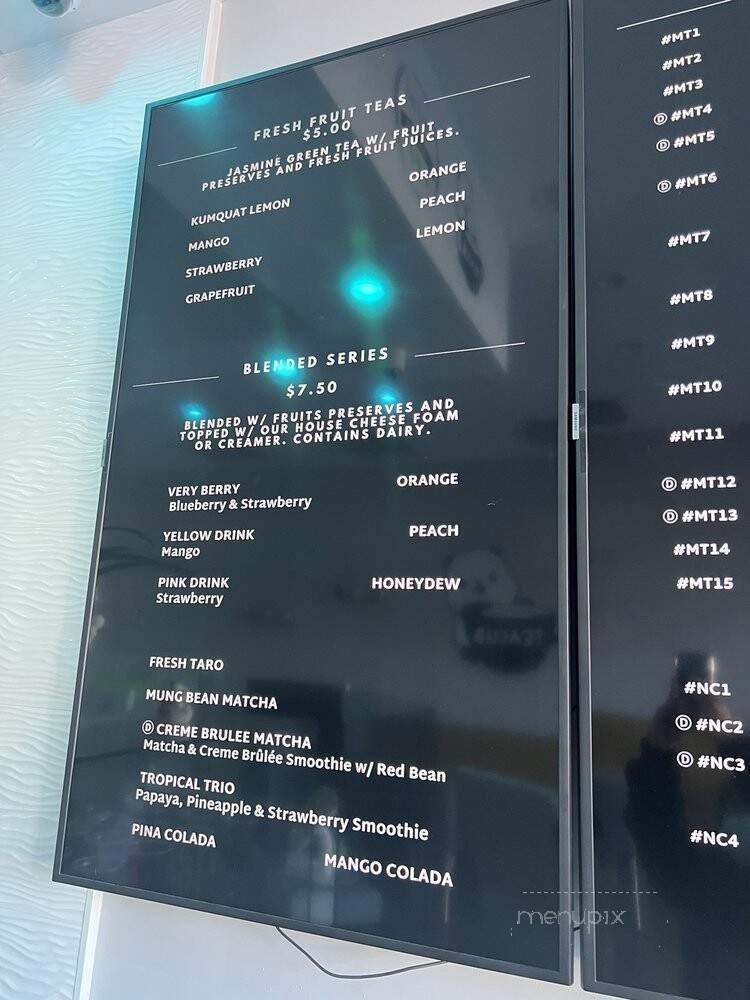 FRESH FRUIT TEAS
$5.00
JASMINE GREEN TEA W/ FRUIT
PRESERVES AND FRESH FRUIT JUICES.
KUMQUAT LEMON
MANGO
STRAWBERRY
GRAPEFRUIT
ORANGE
PEACH
LEMON
BLENDED SERIES
$7.50
BLENDED W/ FRUITS PRESERVES AND
TOPPED W/ OUR HOUSE CHEESE FOAM
OR CREAMER. CONTAINS DAIRY.
VERY BERRY
Blueberry & Strawberry
YELLOW DRINK
Mango
PINK DRINK
Strawberry
ORANGE
PEACH
HONEYDEW
FRESH TARO
MUNG BEAN MATCHA
Ⓓ CREME BRULEE MATCHA
Matcha & Creme Brûlée Smoothie w/ Red Bean
TROPICAL TRIO
Papaya, Pineapple & Strawberry Smoothie
PINA COLADA
MANGO COLADA
#MT1
#MT2
#MT3
Ⓓ #MT4
Ⓓ #MT5
Ⓓ #MT6
#MT7
#MT8
#MT9
#MT10
#MT11
Ⓓ #MT12
Ⓓ #MT13
#MT14
#MT15
#NC1
Ⓓ #NC2
Ⓓ #NC3
#NC4
menupix